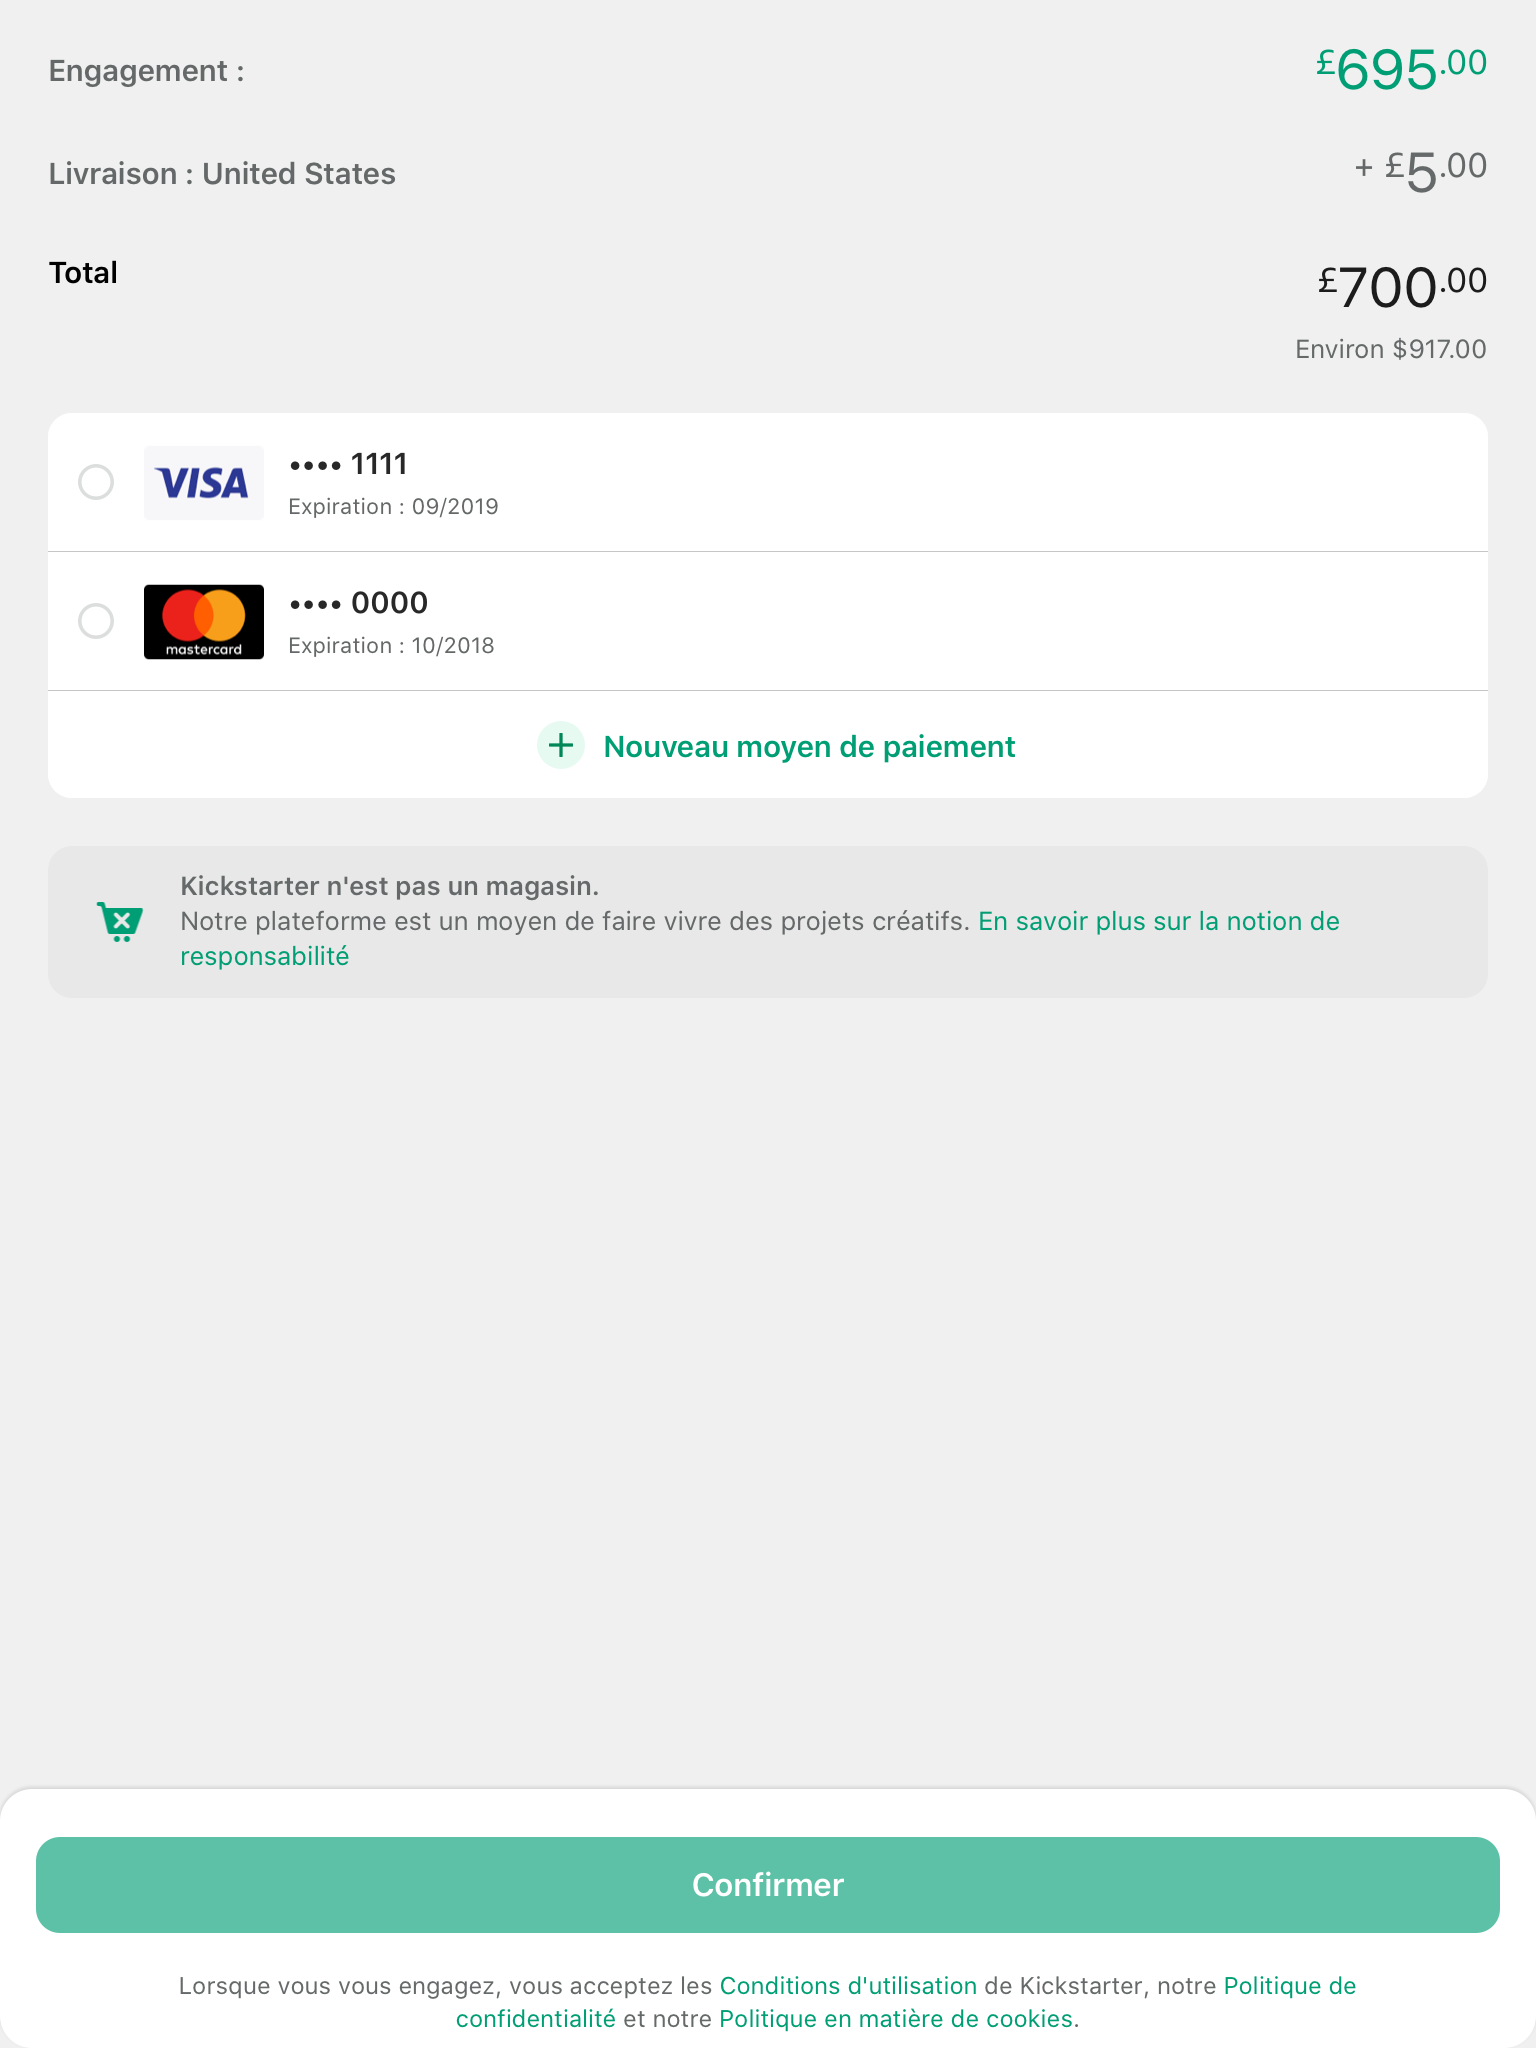 Engagement :
£695.00
Livraison : United States
+ £5.00
Total
£700.00
Environ $917.00
VISA
•••• 1111
Expiration : 09/2019
mastercard
•••• 0000
Expiration : 10/2018
Nouveau moyen de paiement
Kickstarter n'est pas un magasin.
Notre plateforme est un moyen de faire vivre des projets créatifs. En savoir plus sur la notion de
responsabilité
Confirmer
Lorsque vous vous engagez, vous acceptez les Conditions d'utilisation de Kickstarter, notre Politique de
confidentialité et notre Politique en matière de cookies.